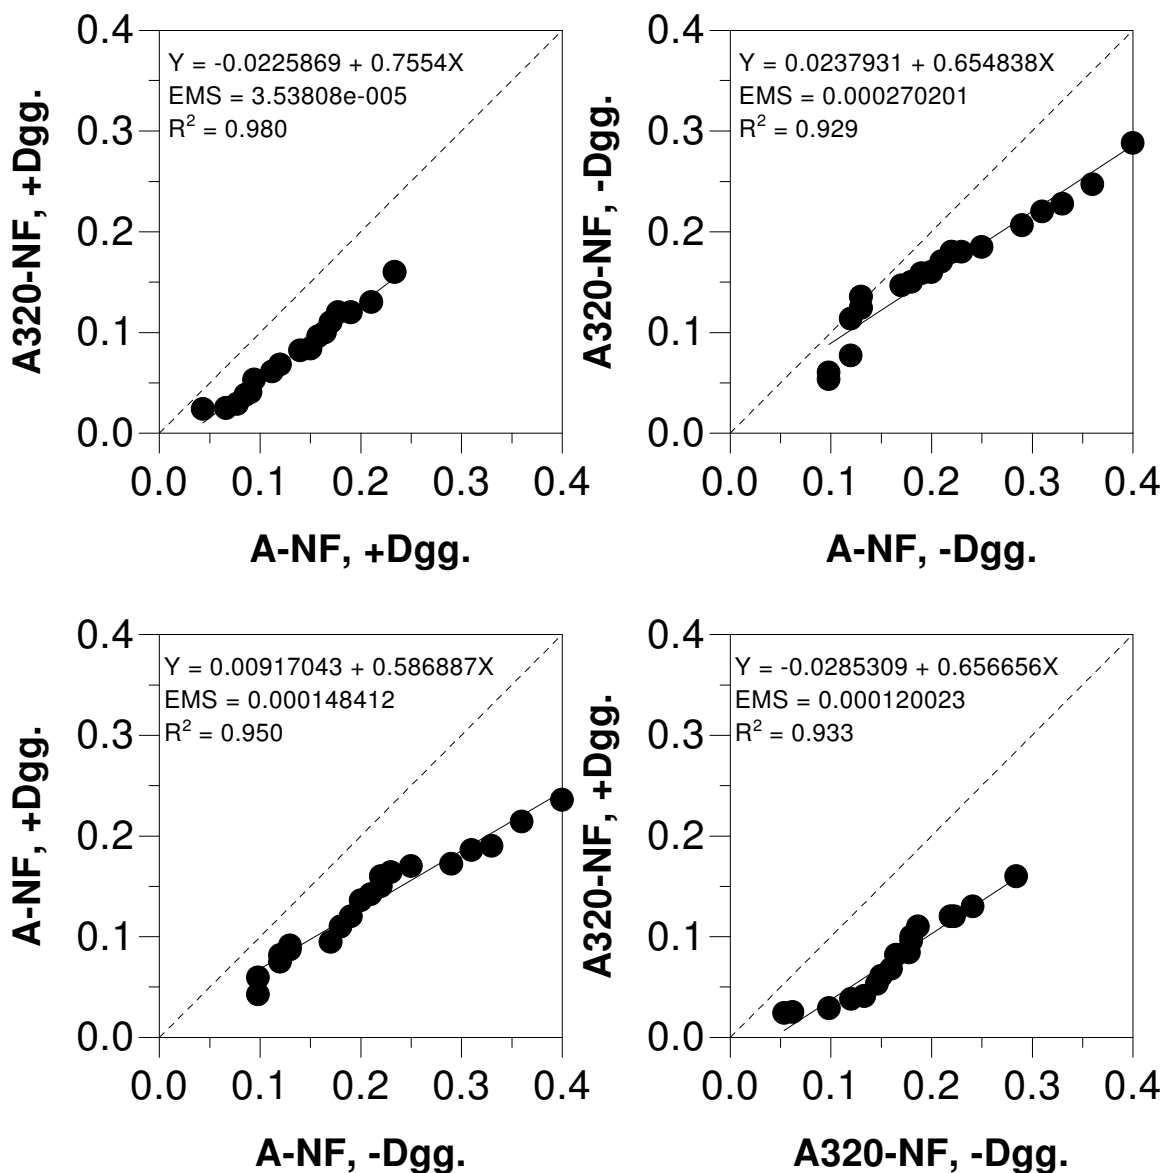 Y = -0.0225869 + 0.7554X
EMS = 3.53808e-005
R² = 0.980
0.4
0.3
0.2
0.1
0.0
A320-NF, +Dgg.
0.0 0.1 0.2 0.3 0.4
A-NF, +Dgg.
Y = 0.0237931 + 0.654838X
EMS = 0.000270201
R² = 0.929
0.4
0.3
0.2
0.1
0.0
A320-NF, -Dgg.
0.0 0.1 0.2 0.3 0.4
A-NF, -Dgg.
Y = 0.00917043 + 0.586887X
EMS = 0.000148412
R² = 0.950
0.4
0.3
0.2
0.1
0.0
A-NF, +Dgg.
0.0 0.1 0.2 0.3 0.4
A-NF, -Dgg.
Y = -0.0285309 + 0.656656X
EMS = 0.000120023
R² = 0.933
0.4
0.3
0.2
0.1
0.0
A320-NF, +Dgg.
0.0 0.1 0.2 0.3 0.4
A320-NF, -Dgg.